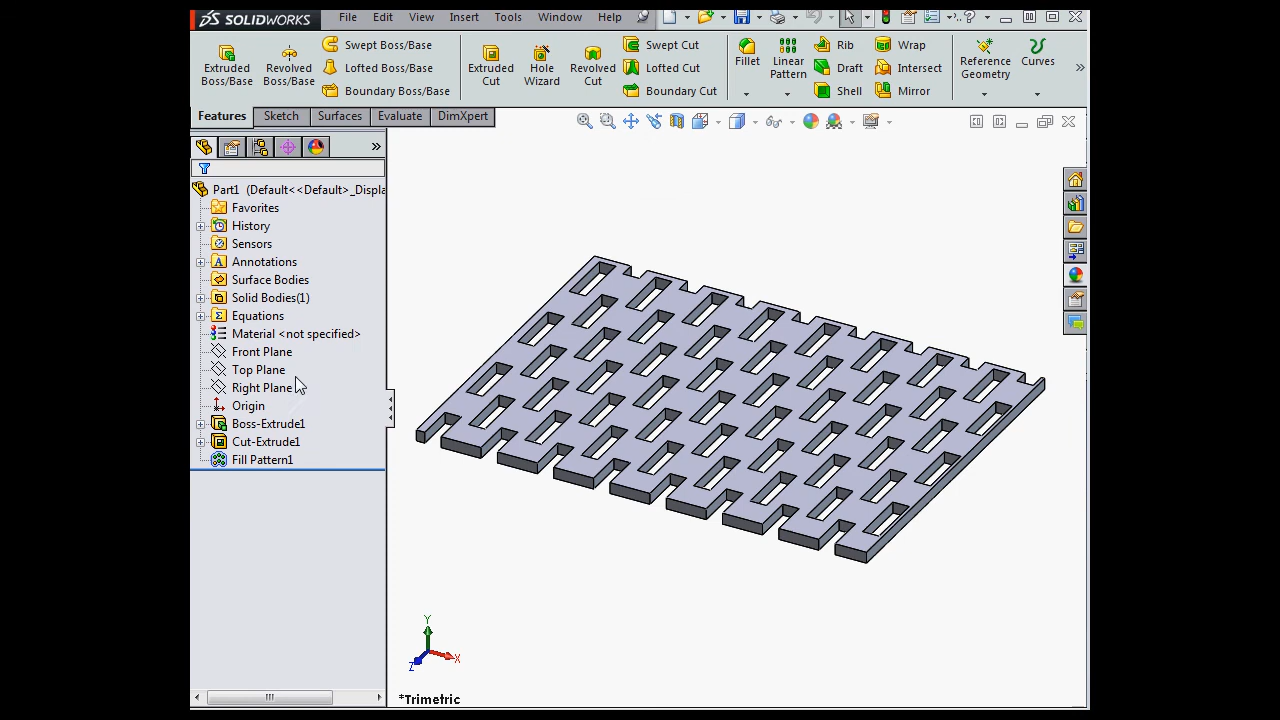 SOLIDWORKS File Edit View Insert Tools Window Help
Extruded Boss/Base
Revolved Boss/Base
Swept Boss/Base
Lofted Boss/Base
Boundary Boss/Base
Extruded Cut
Hole Wizard
Revolved Cut
Swept Cut
Lofted Cut
Boundary Cut
Fillet
Linear Pattern
Rib
Draft
Shell
Wrap
Intersect
Mirror
Reference Geometry
Curves
Features Sketch Surfaces Evaluate DimXpert
Part1 (Default<<Default>_Displa
Favorites
History
Sensors
Annotations
Surface Bodies
Solid Bodies(1)
Equations
Material <not specified>
Front Plane
Top Plane
Right Plane
Origin
Boss-Extrude1
Cut-Extrude1
Fill Pattern1
Y
X
Z
*Trimetric